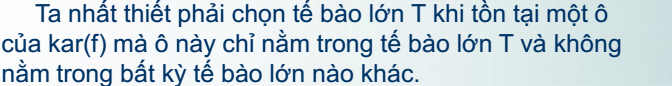 Ta nhất thiết phải chọn tế bào lớn T khi tồn tại một ô
của kar(f) mà ô này chỉ nằm trong tế bào lớn T và không
nằm trong bất kỳ tế bào lớn nào khác.